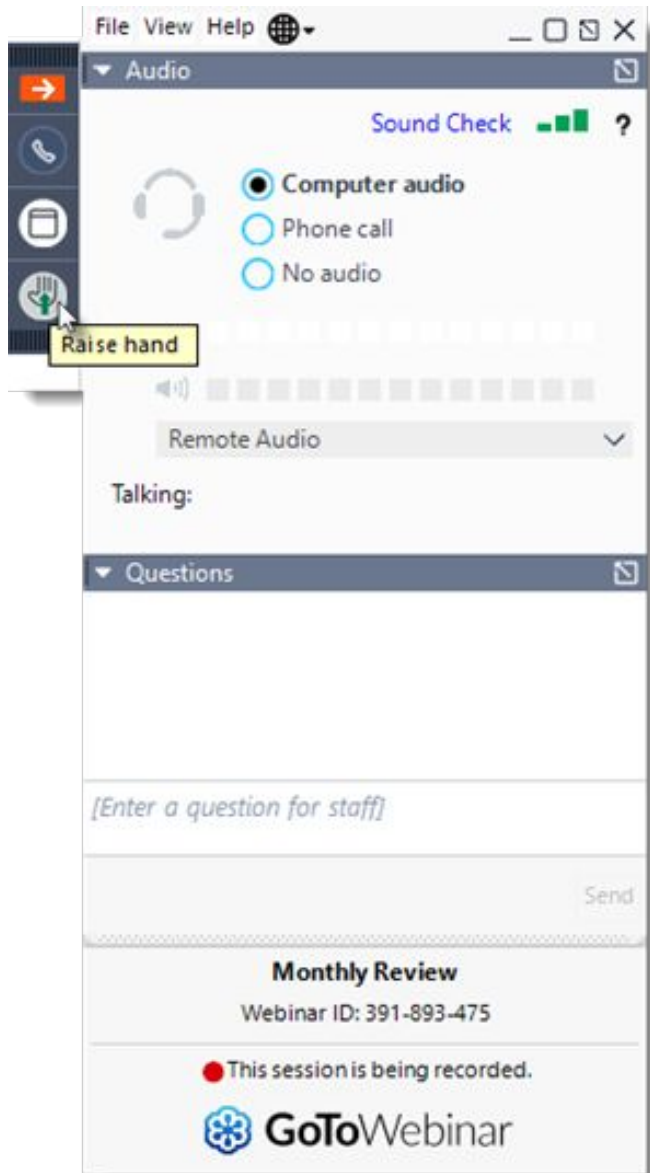 File View Help
Audio
Sound Check ?
Computer audio
Phone call
No audio
Raise hand
Remote Audio
Talking:
Questions
[Enter a question for staff]
Send
Monthly Review
Webinar ID: 391-893-475
This session is being recorded.
GoToWebinar